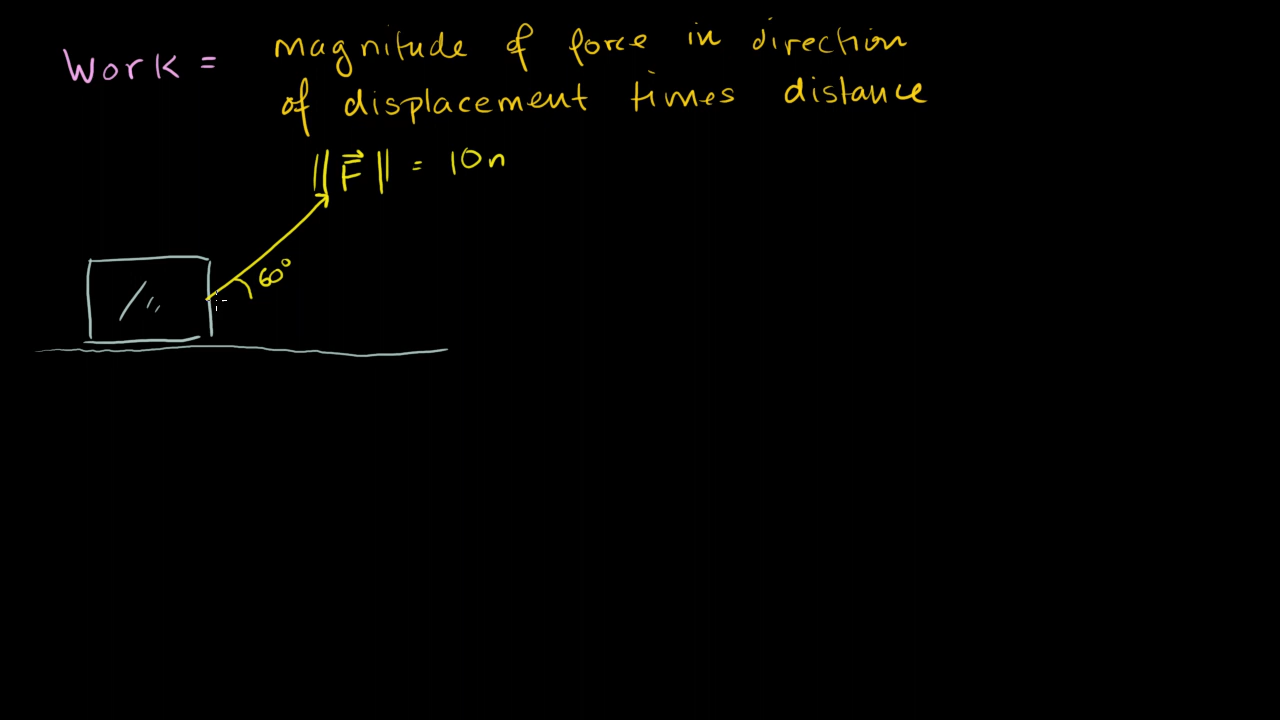 Work = magnitude of force in direction
of displacement times distance
||F⃗|| = 10n
60°